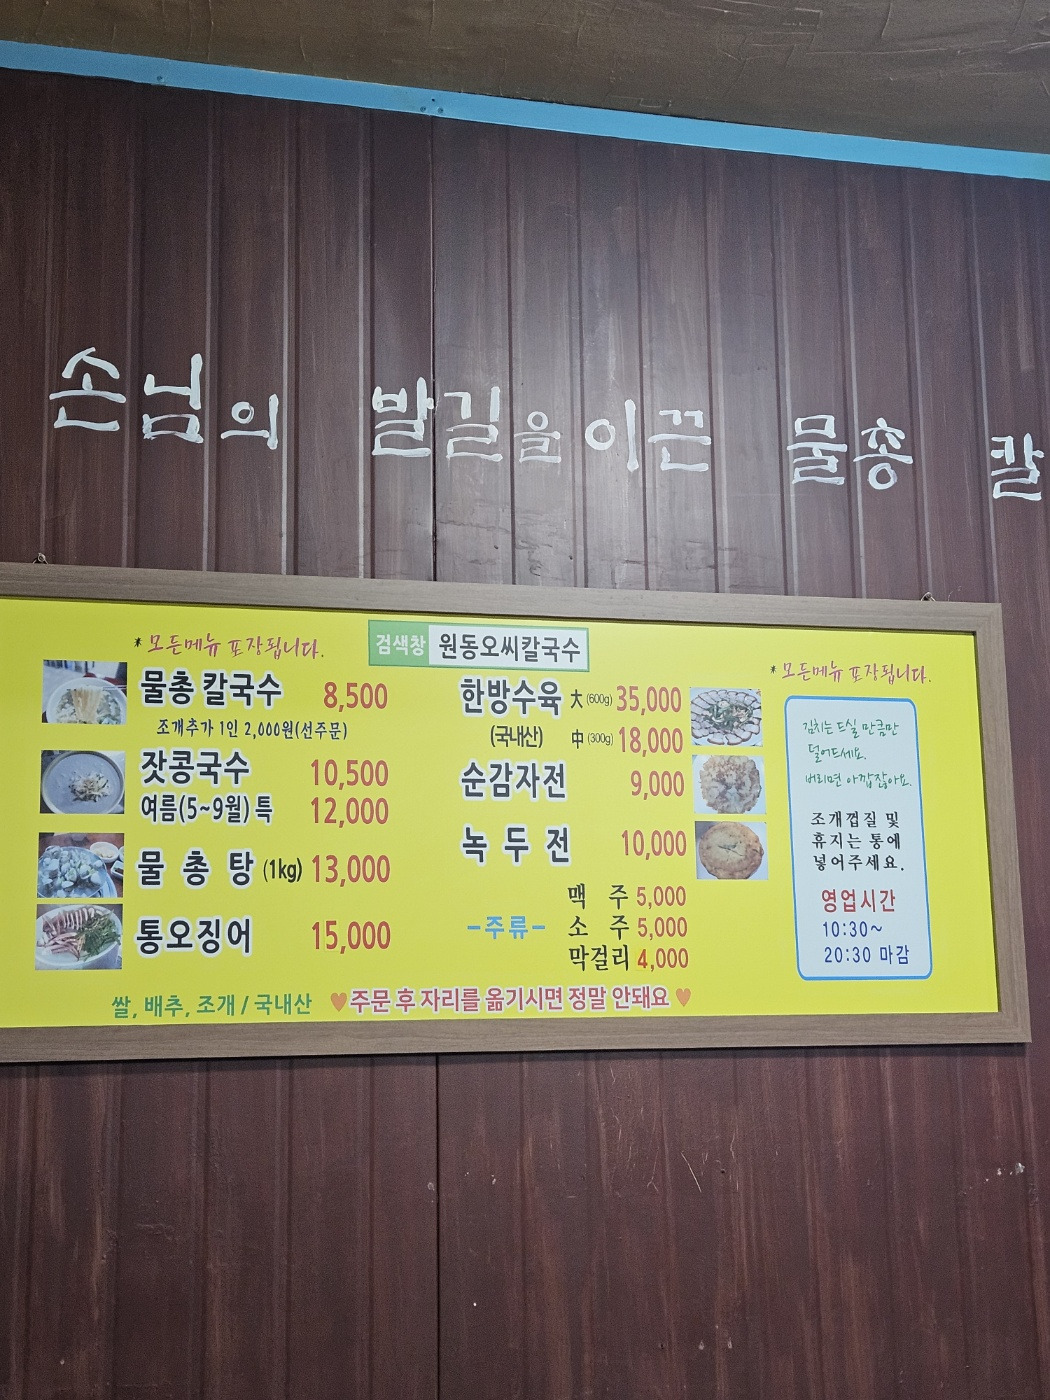 손님의 발길을 이끈 물총 칼
*모든메뉴 포장됩니다.
검색창 원동오씨칼국수
*모든메뉴 포장됩니다.
물총 칼국수 8,500
조개추가 1인 2,000원(선주문)
잣콩국수 10,500
여름(5~9월) 특 12,000
물 총 탕 (1kg) 13,000
통오징어 15,000
한방수육 大 (600g) 35,000
(국내산) 中 (300g) 18,000
순감자전 9,000
녹 두 전 10,000
-주류-
맥 주 5,000
소 주 5,000
막걸리 4,000
김치는 드실 만큼만
덜어드세요.
버리면 아깝잖아요.
조개껍질 및
휴지는 통에
넣어주세요.
영업시간
10:30~
20:30 마감
쌀, 배추, 조개 / 국내산
♥주문 후 자리를 옮기시면 정말 안돼요♥